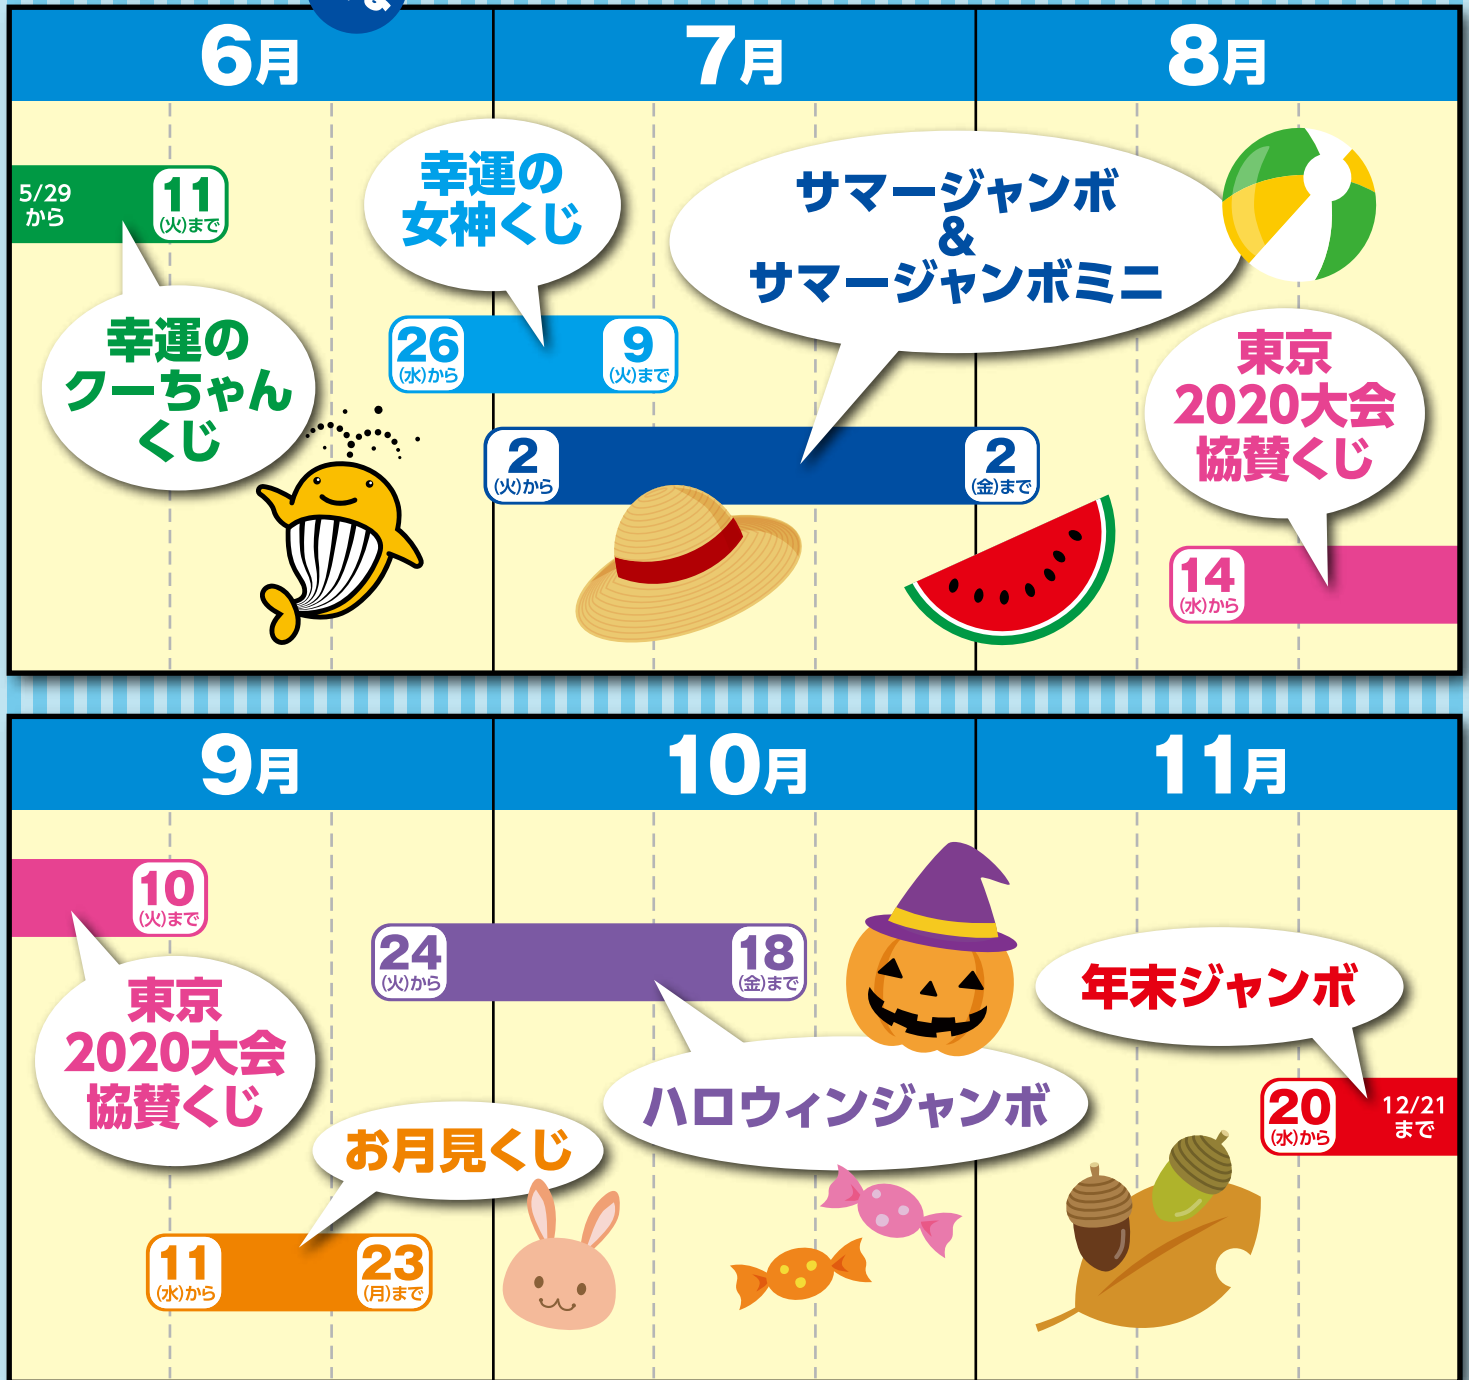 &
6月
7月
8月
5/29
から
11
(火)まで
幸運の
クーちゃん
くじ
幸運の
女神くじ
26
(水)から
9
(火)まで
サマージャンボ
&
サマージャンボミニ
2
(火)から
2
(金)まで
東京
2020大会
協賛くじ
14
(水)から
9月
10月
11月
10
(火)まで
東京
2020大会
協賛くじ
お月見くじ
11
(水)から
23
(月)まで
24
(火)から
18
(金)まで
ハロウィンジャンボ
年末ジャンボ
20
(水)から
12/21
まで